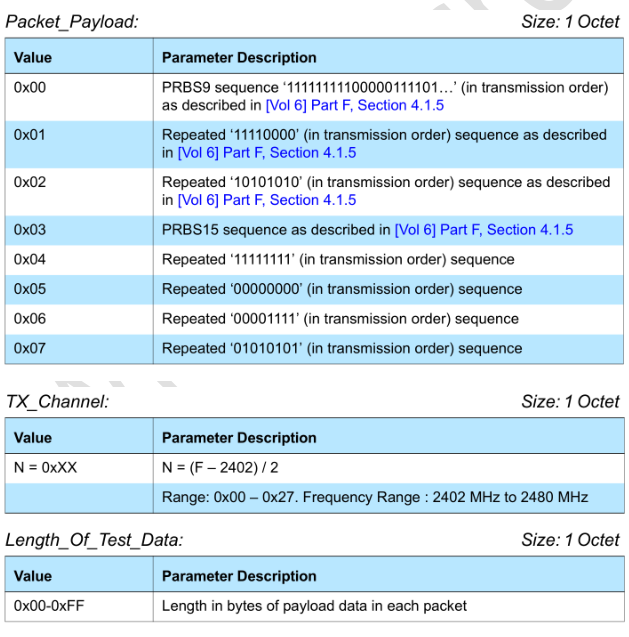 Packet_Payload: Size: 1 Octet
Value Parameter Description
0x00 PRBS9 sequence ‘11111111100000111101…’ (in transmission order)
as described in [Vol 6] Part F, Section 4.1.5
0x01 Repeated ‘11110000’ (in transmission order) sequence as described
in [Vol 6] Part F, Section 4.1.5
0x02 Repeated ‘10101010’ (in transmission order) sequence as described
in [Vol 6] Part F, Section 4.1.5
0x03 PRBS15 sequence as described in [Vol 6] Part F, Section 4.1.5
0x04 Repeated ‘11111111’ (in transmission order) sequence
0x05 Repeated ‘00000000’ (in transmission order) sequence
0x06 Repeated ‘00001111’ (in transmission order) sequence
0x07 Repeated ‘01010101’ (in transmission order) sequence
TX_Channel: Size: 1 Octet
Value Parameter Description
N = 0xXX N = (F – 2402) / 2
Range: 0x00 – 0x27. Frequency Range : 2402 MHz to 2480 MHz
Length_Of_Test_Data: Size: 1 Octet
Value Parameter Description
0x00-0xFF Length in bytes of payload data in each packet